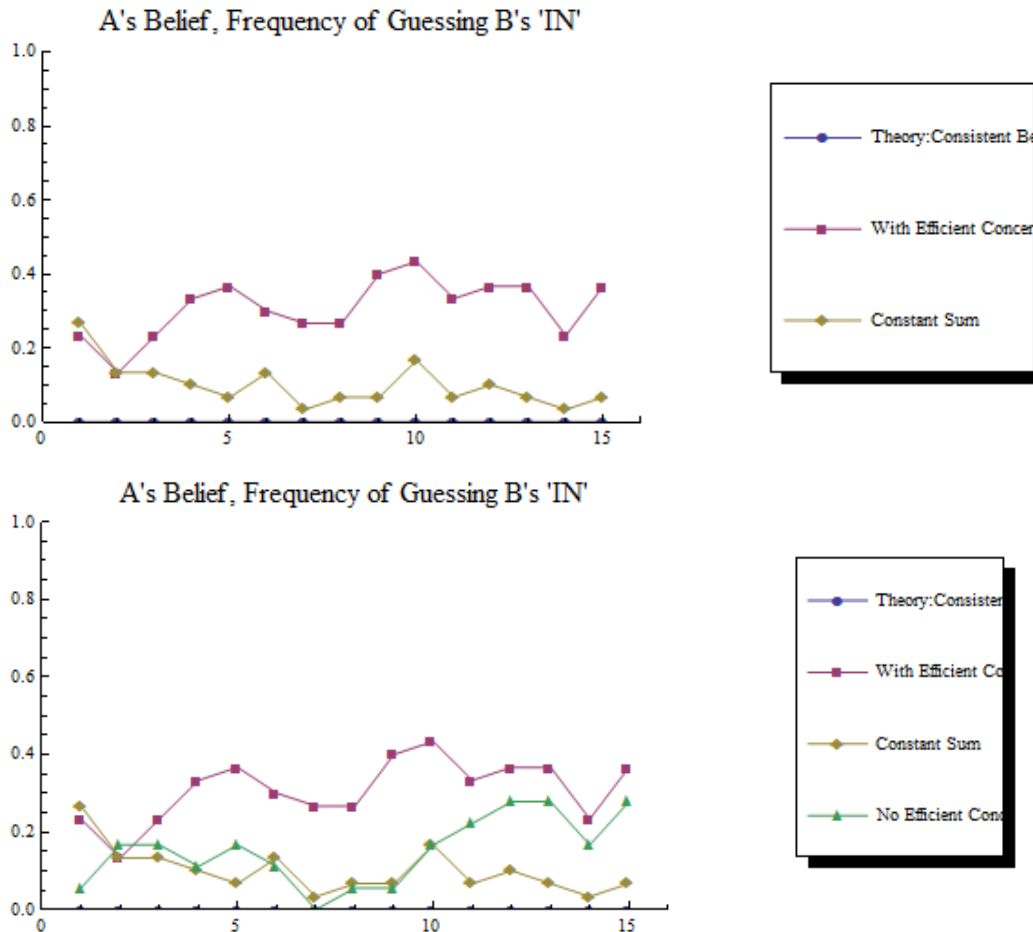 A's Belief, Frequency of Guessing B's 'IN'
1.0
0.8
0.6
0.4
0.2
0.0
0
5
10
15
Theory:Consistent Be
With Efficient Concer
Constant Sum
A's Belief, Frequency of Guessing B's 'IN'
1.0
0.8
0.6
0.4
0.2
0.0
0
5
10
15
Theory:Consisten
With Efficient Co
Constant Sum
No Efficient Conc